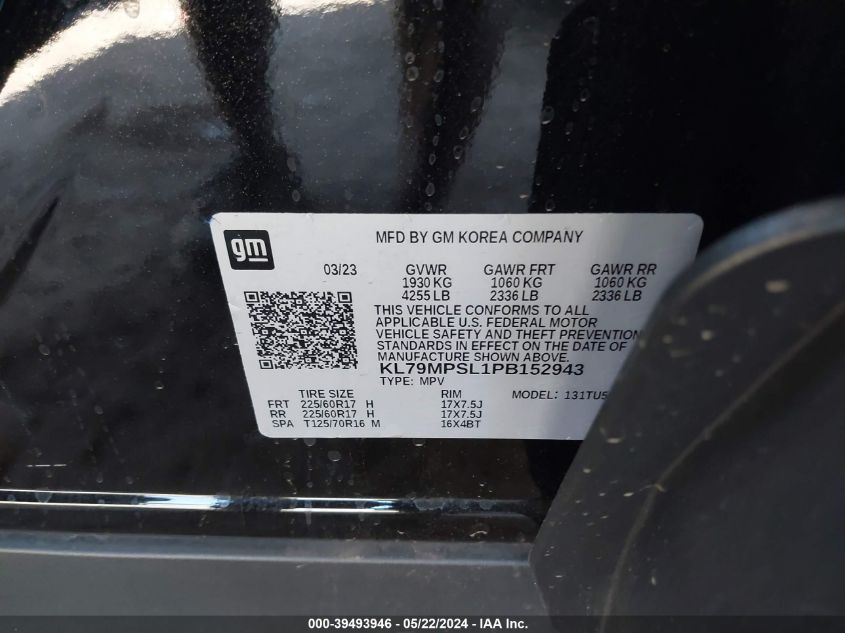 gm
MFD BY GM KOREA COMPANY
03/23 GVWR GAWR FRT GAWR RR
1930 KG 1060 KG 1060 KG
4255 LB 2336 LB 2336 LB
THIS VEHICLE CONFORMS TO ALL
APPLICABLE U.S. FEDERAL MOTOR
VEHICLE SAFETY AND THEFT PREVENTION
STANDARDS IN EFFECT ON THE DATE OF
MANUFACTURE SHOWN ABOVE.
KL79MPSL1PB152943
TYPE: MPV
TIRE SIZE RIM MODEL: 131TU5
FRT 225/60R17 H 17X7.5J
RR 225/60R17 H 17X7.5J
SPA T125/70R16 M 16X4BT
000-39493946 - 05/22/2024 - IAAI.com